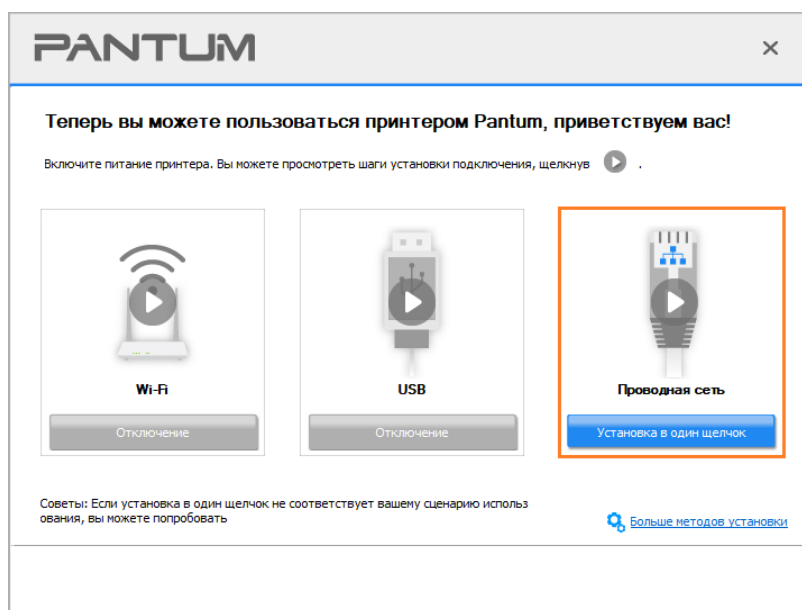 PANTUM
Теперь вы можете пользоваться принтером Pantum, приветствуем вас!
Включите питание принтера. Вы можете просмотреть шаги установки подключения, щелкнув .
Wi-Fi
USB
Проводная сеть
Отключение
Отключение
Установка в один щелчок
Советы: Если установка в один щелчок не соответствует вашему сценарию использ
ования, вы можете попробовать
Больше методов установки